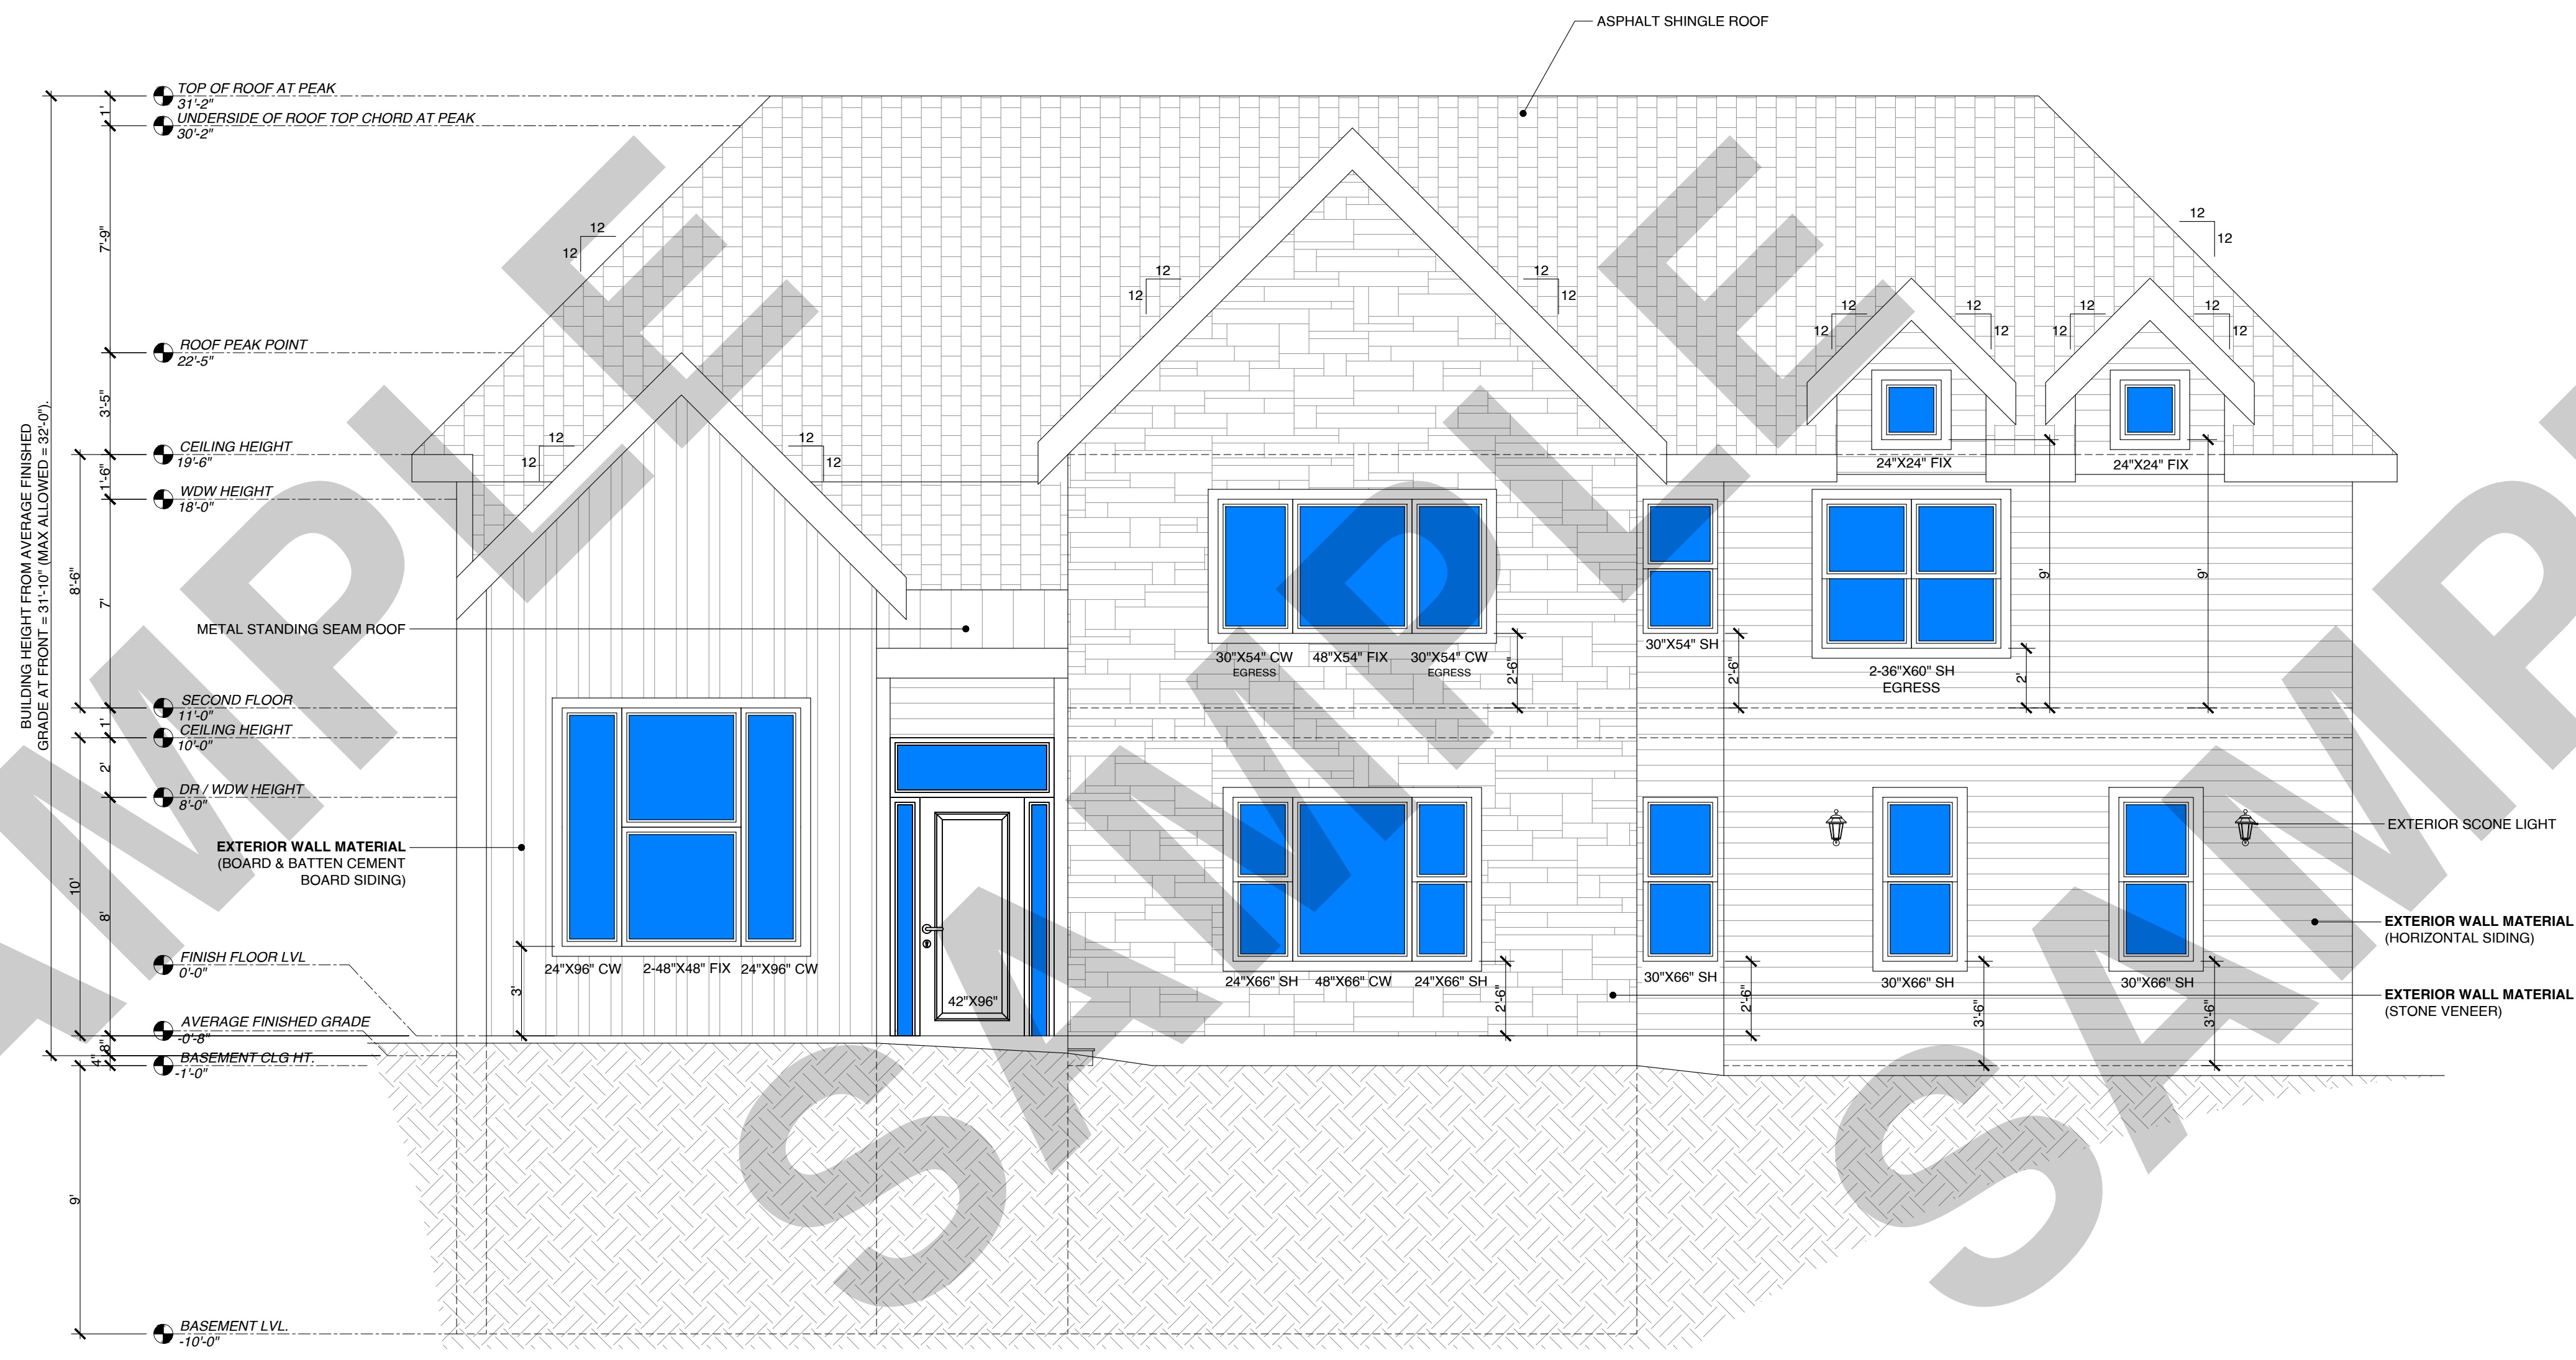 ASPHALT SHINGLE ROOF
TOP OF ROOF AT PEAK
31'-2"
1'
UNDERSIDE OF ROOF TOP CHORD AT PEAK
30'-2"
12
12
12
12
7'-9"
12
12
12
12
12
12
12
12
12
12
12
12
12
12
ROOF PEAK POINT
22'-5"
3'-5"
BUILDING HEIGHT FROM AVERAGE FINISHED
GRADE AT FRONT = 31'-10" (MAX ALLOWED = 32'-0").
12
12
12
12
CEILING HEIGHT
19'-6"
24"X24" FIX
24"X24" FIX
1'-6"
WDW HEIGHT
18'-0"
8'-6"
7'
9'
9'
METAL STANDING SEAM ROOF
30"X54" SH
30"X54" CW
EGRESS
48"X54" FIX
30"X54" CW
EGRESS
2'-6"
2'-6"
2-36"X60" SH
EGRESS
2'
SECOND FLOOR
11'-0"
1'
CEILING HEIGHT
10'-0"
2'
DR / WDW HEIGHT
8'-0"
EXTERIOR SCONE LIGHT
EXTERIOR WALL MATERIAL
(BOARD & BATTEN CEMENT
BOARD SIDING)
10'
8'
EXTERIOR WALL MATERIAL
(HORIZONTAL SIDING)
FINISH FLOOR LVL
0'-0"
24"X96" CW
2-48"X48" FIX
24"X96" CW
3'
42"X96"
24"X66" SH
48"X66" CW
24"X66" SH
2'-6"
30"X66" SH
2'-6"
30"X66" SH
3'-6"
30"X66" SH
3'-6"
EXTERIOR WALL MATERIAL
(STONE VENEER)
AVERAGE FINISHED GRADE
-0'-8"
8"
4"
BASEMENT CLG HT.
-1'-0"
9'
BASEMENT LVL.
-10'-0"
SAMPLE
SAMPLE
SAMPLE